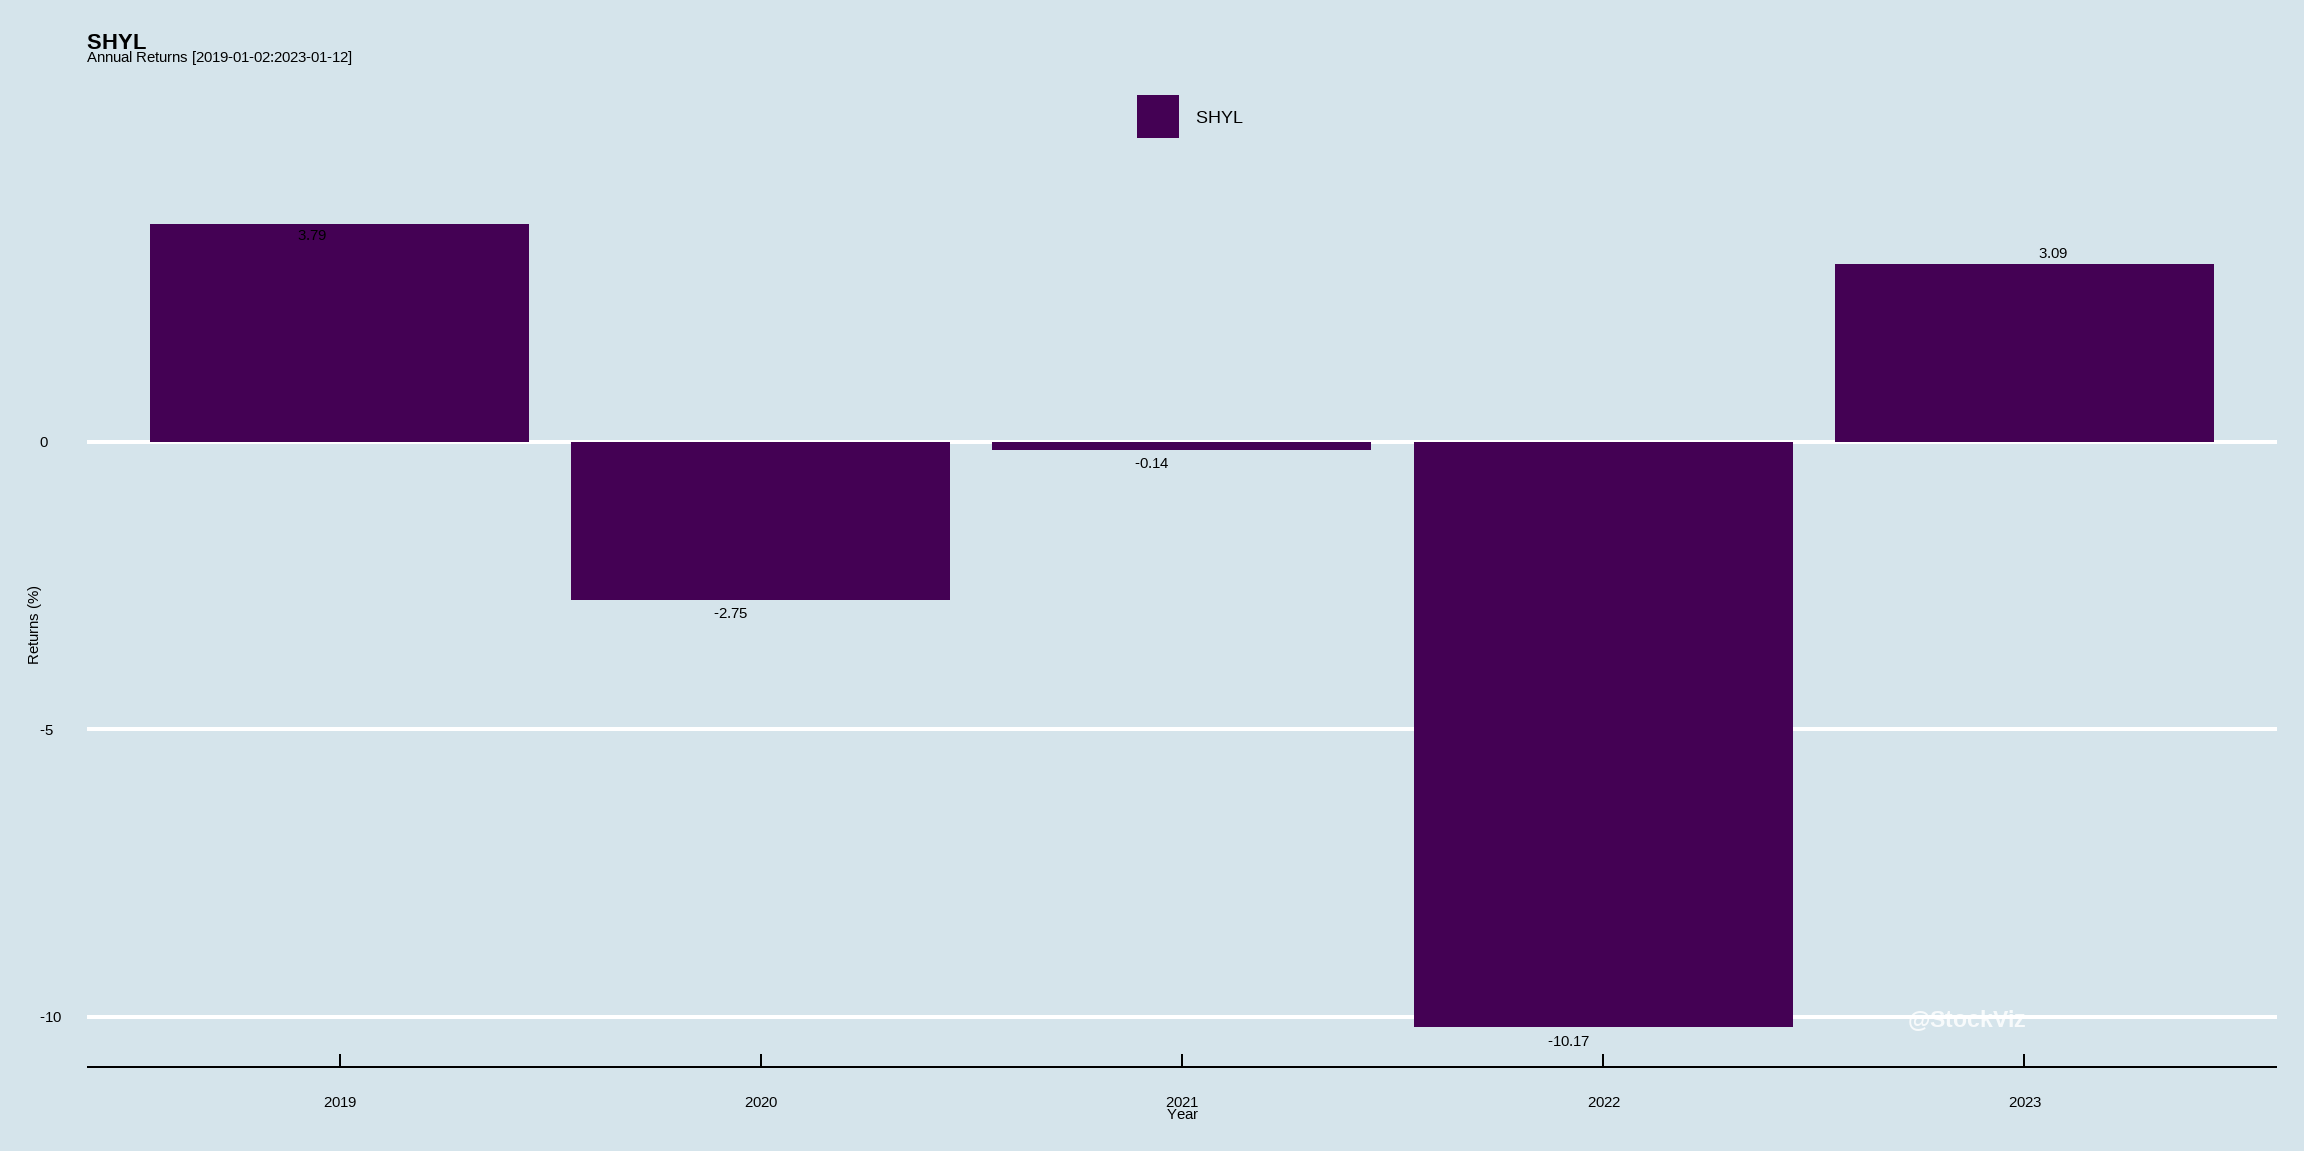 SHYL
Annual Returns [2019-01-02:2023-01-12]
SHYL
3.79
3.09
0
-0.14
Returns (%)
-2.75
-5
-10
@StockViz
-10.17
2019 2020 2021 2022 2023
Year